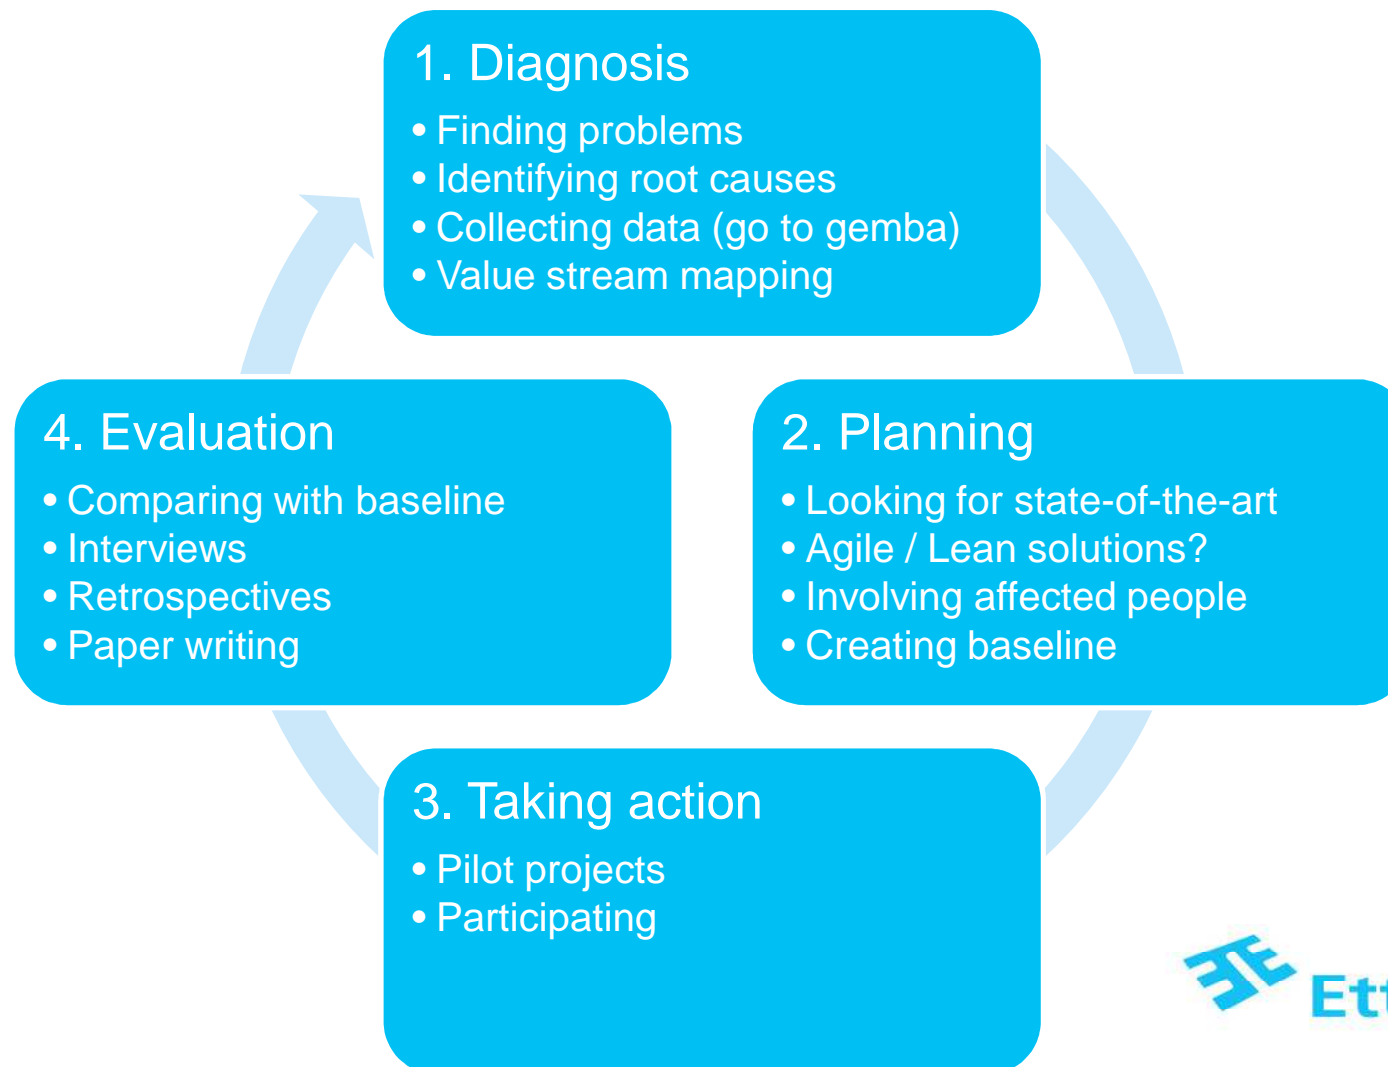 1. Diagnosis
• Finding problems
• Identifying root causes
• Collecting data (go to gemba)
• Value stream mapping
2. Planning
• Looking for state-of-the-art
• Agile / Lean solutions?
• Involving affected people
• Creating baseline
3. Taking action
• Pilot projects
• Participating
4. Evaluation
• Comparing with baseline
• Interviews
• Retrospectives
• Paper writing